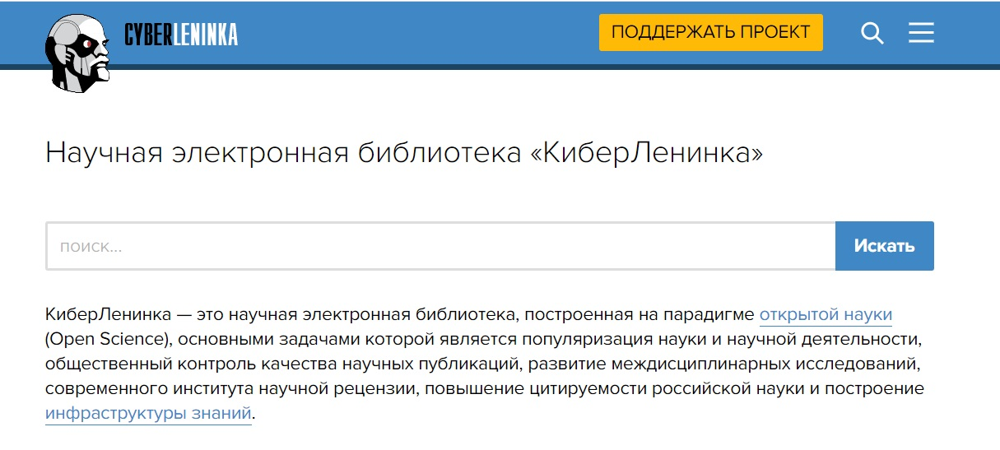 CYBERLENINKA
ПОДДЕРЖАТЬ ПРОЕКТ
Научная электронная библиотека «КиберЛенинка»
поиск...
Искать
КиберЛенинка — это научная электронная библиотека, построенная на парадигме открытой науки
(Open Science), основными задачами которой является популяризация науки и научной деятельности,
общественный контроль качества научных публикаций, развитие междисциплинарных исследований,
современного института научной рецензии, повышение цитируемости российской науки и построение
инфраструктуры знаний.